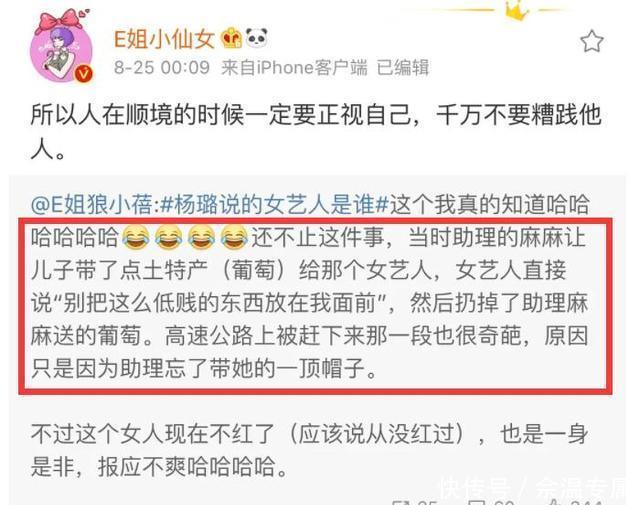 E姐小仙女
8-25 00:09 来自iPhone客户端 已编辑
所以人在顺境的时候一定要正视自己，千万不要糟践他
人。
@E姐狼小蓓:#杨璐说的女艺人是谁#这个我真的知道哈哈
哈哈哈哈😂😂😂😂还不止这件事，当时助理的麻麻让
儿子带了点土特产（葡萄）给那个女艺人，女艺人直接
说“别把这么低贱的东西放在我面前”，然后扔掉了助理麻
麻送的葡萄。高速公路上被赶下来那一段也很奇葩，原因
只是因为助理忘了带她的一顶帽子。
不过这个女人现在不红了（应该说从没红过），也是一身
是非，报应不爽哈哈哈哈。
快传号／余温专属